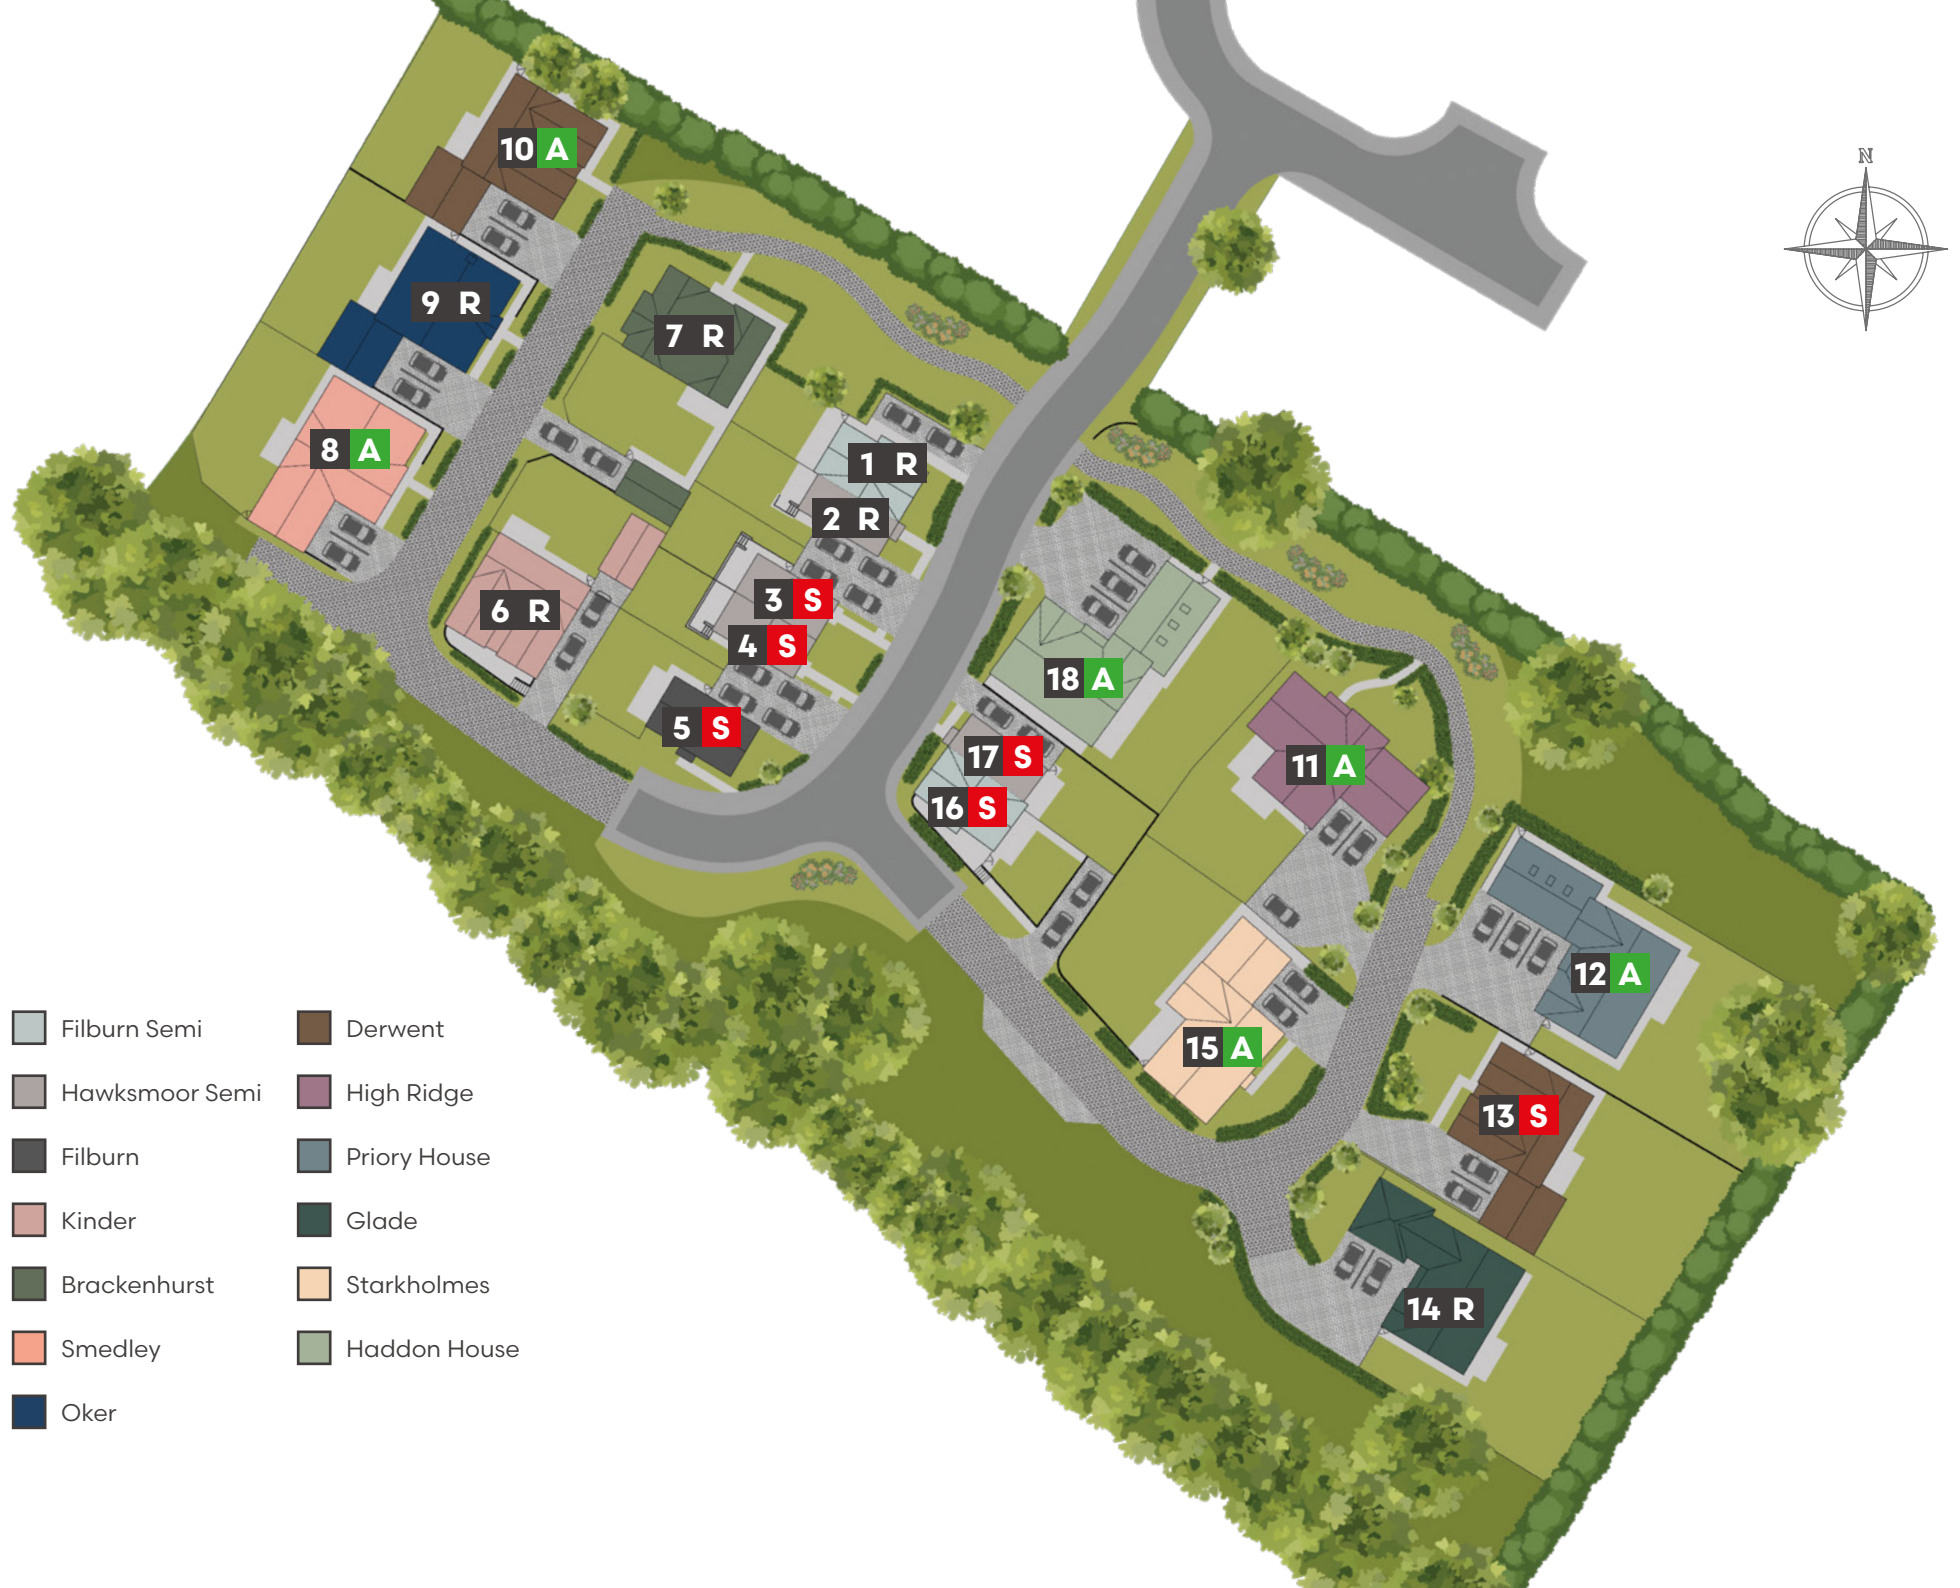 N
10 A
9 R
7 R
8 A
1 R
2 R
3 S
6 R
4 S
18 A
5 S
17 S
11 A
16 S
12 A
15 A
13 S
14 R
Filburn Semi
Hawksmoor Semi
Filburn
Kinder
Brackenhurst
Smedley
Oker
Derwent
High Ridge
Priory House
Glade
Starkholmes
Haddon House